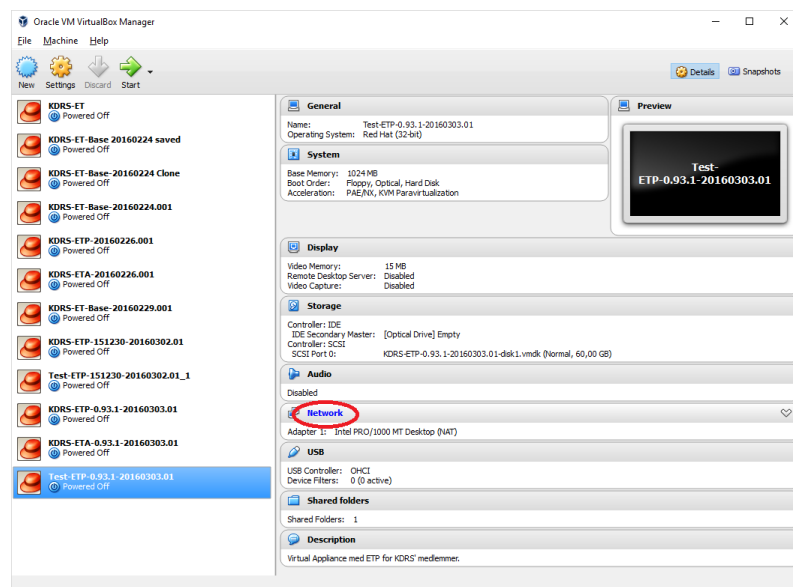 Oracle VM VirtualBox Manager
File Machine Help
New Settings Discard Start
Details Snapshots
KDRS-ET
Powered Off
KDRS-ET-Base 20160224 saved
Powered Off
KDRS-ET-Base-20160224 Clone
Powered Off
KDRS-ET-Base-20160224.001
Powered Off
KDRS-ETP-20160226.001
Powered Off
KDRS-ETA-20160226.001
Powered Off
KDRS-ET-Base-20160229.001
Powered Off
KDRS-ETP-151230-20160302.01
Powered Off
Test-ETP-151230-20160302.01_1
Powered Off
KDRS-ETP-0.93.1-20160303.01
Powered Off
KDRS-ETA-0.93.1-20160303.01
Powered Off
Test-ETP-0.93.1-20160303.01
Powered Off
General
Name: Test-ETP-0.93.1-20160303.01
Operating System: Red Hat (32-bit)
System
Base Memory: 1024 MB
Boot Order: Floppy, Optical, Hard Disk
Acceleration: PAE/NX, KVM Paravirtualization
Preview
Test-
ETP-0.93.1-20160303.01
Display
Video Memory: 15 MB
Remote Desktop Server: Disabled
Video Capture: Disabled
Storage
Controller: IDE
IDE Secondary Master: [Optical Drive] Empty
Controller: SCSI
SCSI Port 0: KDRS-ETP-0.93.1-20160303.01-disk1.vmdk (Normal, 60,00 GB)
Audio
Disabled
Network
Adapter 1: Intel PRO/1000 MT Desktop (NAT)
USB
USB Controller: OHCI
Device Filters: 0 (0 active)
Shared folders
Shared Folders: 1
Description
Virtual Appliance med ETP for KDRS' medlemmer.